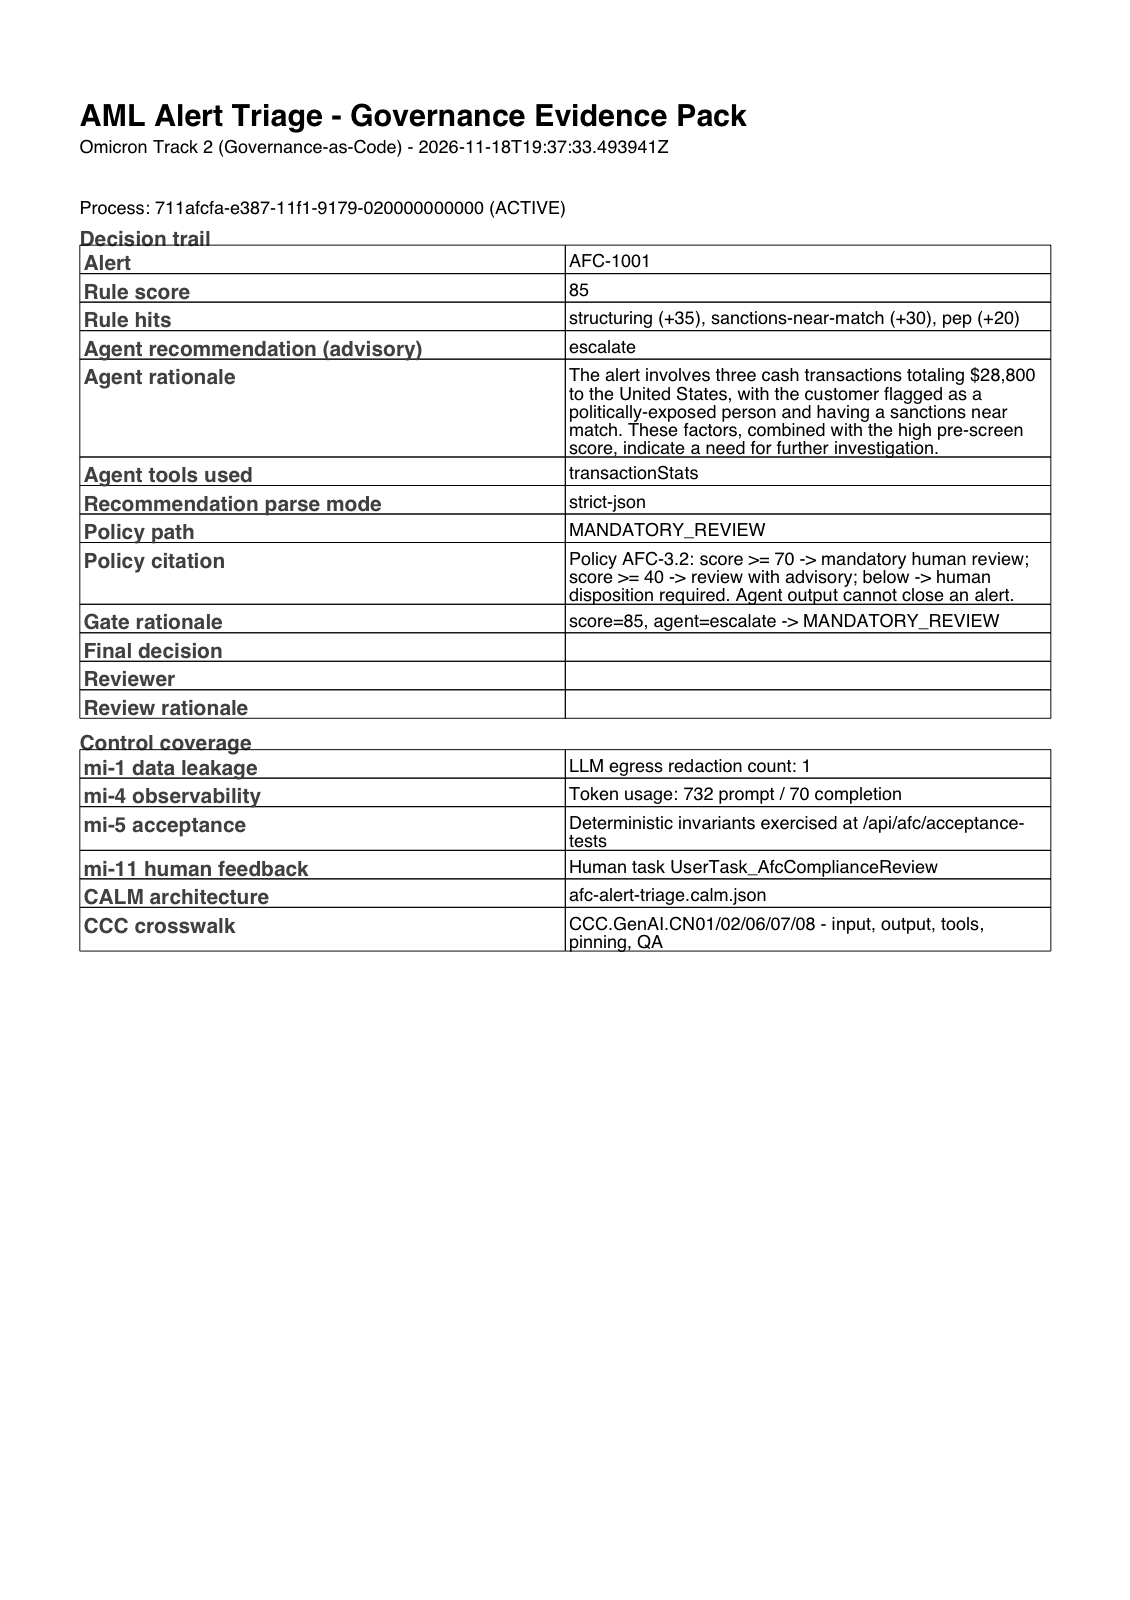 AML Alert Triage - Governance Evidence Pack
Omicron Track 2 (Governance-as-Code) - 2026-11-18T19:37:33.493941Z
Process: 711afcfa-e387-11f1-9179-020000000000 (ACTIVE)
Decision trail
Alert AFC-1001
Rule score 85
Rule hits structuring (+35), sanctions-near-match (+30), pep (+20)
Agent recommendation (advisory) escalate
Agent rationale The alert involves three cash transactions totaling $28,800
to the United States, with the customer flagged as a
politically-exposed person and having a sanctions near
match. These factors, combined with the high pre-screen
score, indicate a need for further investigation.
Agent tools used transactionStats
Recommendation parse mode strict-json
Policy path MANDATORY_REVIEW
Policy citation Policy AFC-3.2: score >= 70 -> mandatory human review;
score >= 40 -> review with advisory; below -> human
disposition required. Agent output cannot close an alert.
Gate rationale score=85, agent=escalate -> MANDATORY_REVIEW
Final decision
Reviewer
Review rationale
Control coverage
mi-1 data leakage LLM egress redaction count: 1
mi-4 observability Token usage: 732 prompt / 70 completion
mi-5 acceptance Deterministic invariants exercised at /api/afc/acceptance-
tests
mi-11 human feedback Human task UserTask_AfcComplianceReview
CALM architecture afc-alert-triage.calm.json
CCC crosswalk CCC.GenAI.CN01/02/06/07/08 - input, output, tools,
pinning, QA